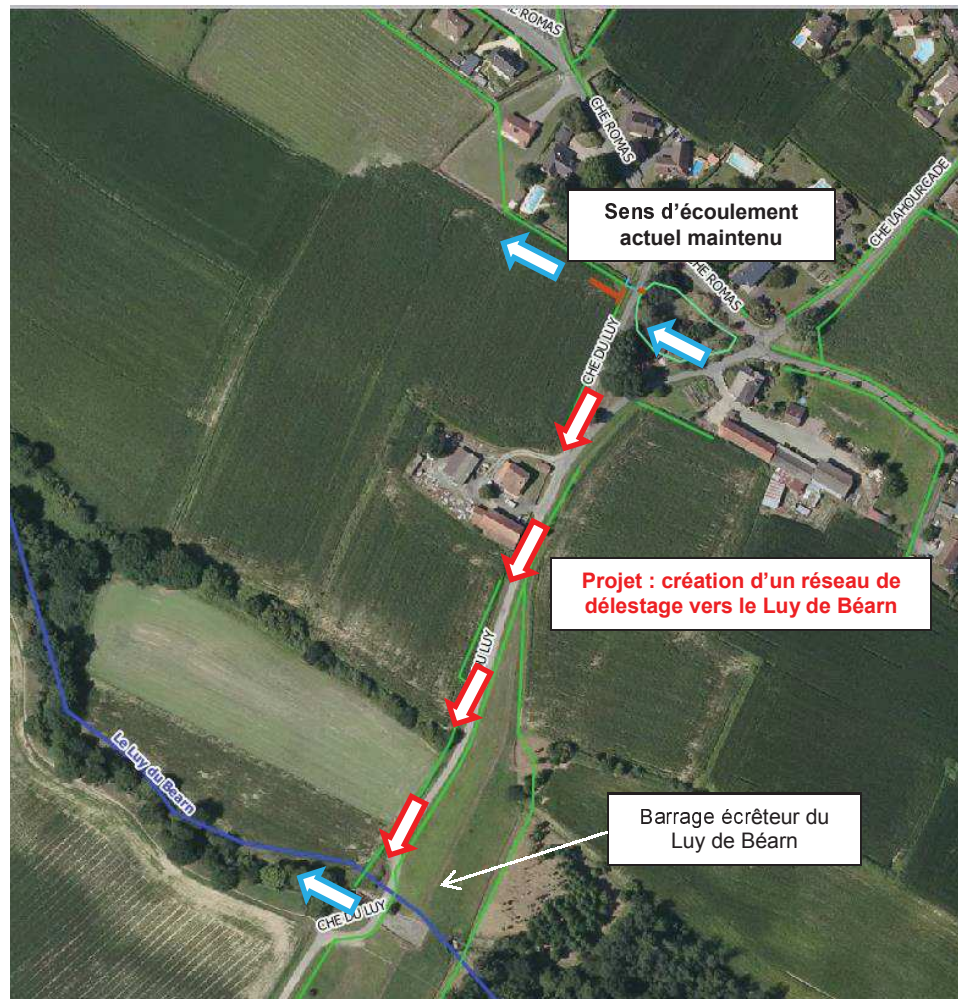 CHE ROMAS
CHE ROMAS
CHE LAHOURCADE
Sens d'écoulement
actuel maintenu
CHE ROMAS
CHE DU LUY
Projet : création d'un réseau de
délestage vers le Luy de Béarn
DU LUY
Le Luy du Béarn
Barrage écrêteur du
Luy de Béarn
CHE DU LUY